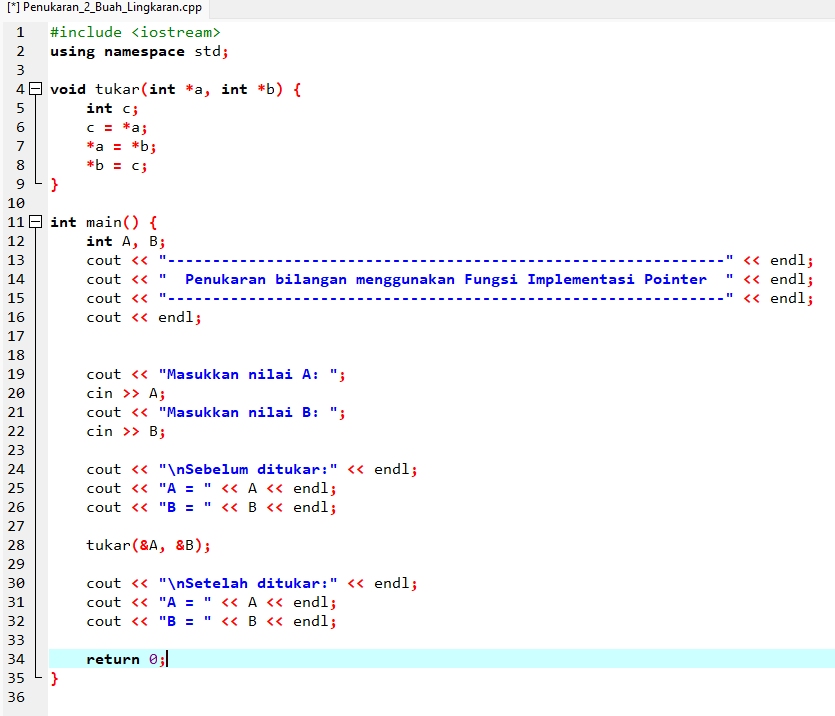 [*] Penukaran_2_Buah_Lingkaran.cpp
1 #include <iostream>
2 using namespace std;
3
4 void tukar(int *a, int *b) {
5     int c;
6     c = *a;
7     *a = *b;
8     *b = c;
9 }
10
11 int main() {
12     int A, B;
13     cout << "--------------------------------------------------------------" << endl;
14     cout << "  Penukaran bilangan menggunakan Fungsi Implementasi Pointer  " << endl;
15     cout << "--------------------------------------------------------------" << endl;
16     cout << endl;
17
18
19     cout << "Masukkan nilai A: ";
20     cin >> A;
21     cout << "Masukkan nilai B: ";
22     cin >> B;
23
24     cout << "\nSebelum ditukar:" << endl;
25     cout << "A = " << A << endl;
26     cout << "B = " << B << endl;
27
28     tukar(&A, &B);
29
30     cout << "\nSetelah ditukar:" << endl;
31     cout << "A = " << A << endl;
32     cout << "B = " << B << endl;
33
34     return 0;
35 }
36